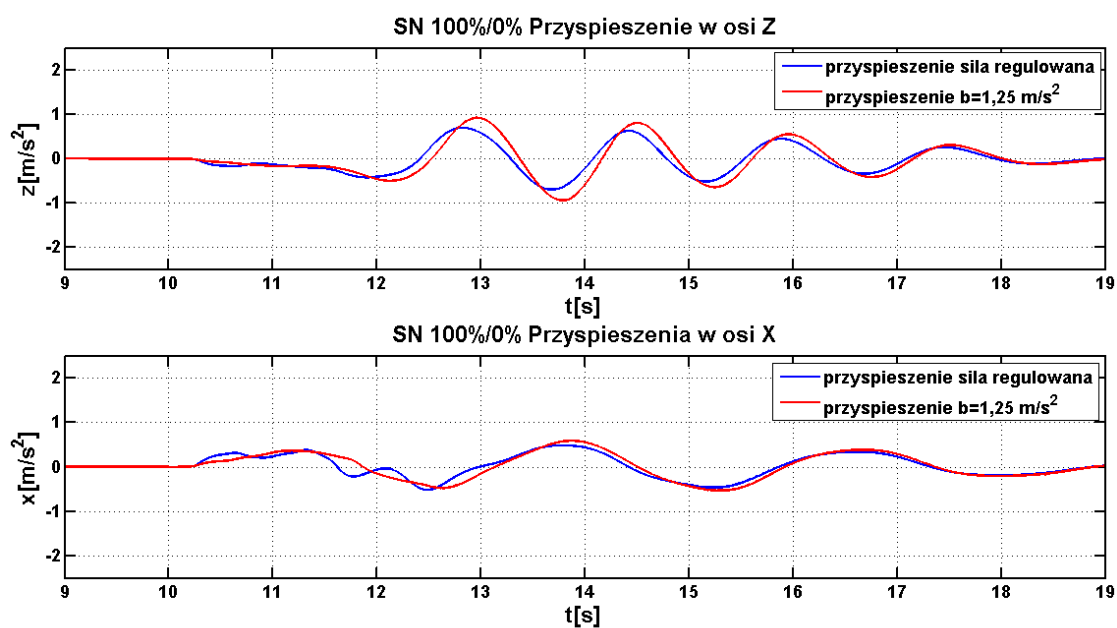 SN 100%/0% Przyspieszenie w osi Z
2
1
0
-1
-2
z[m/s²]
przyspieszenie sila regulowana
przyspieszenie b=1,25 m/s²
9 10 11 12 13 14 15 16 17 18 19
t[s]
SN 100%/0% Przyspieszenia w osi X
2
1
0
-1
-2
x[m/s²]
przyspieszenie sila regulowana
przyspieszenie b=1,25 m/s²
9 10 11 12 13 14 15 16 17 18 19
t[s]